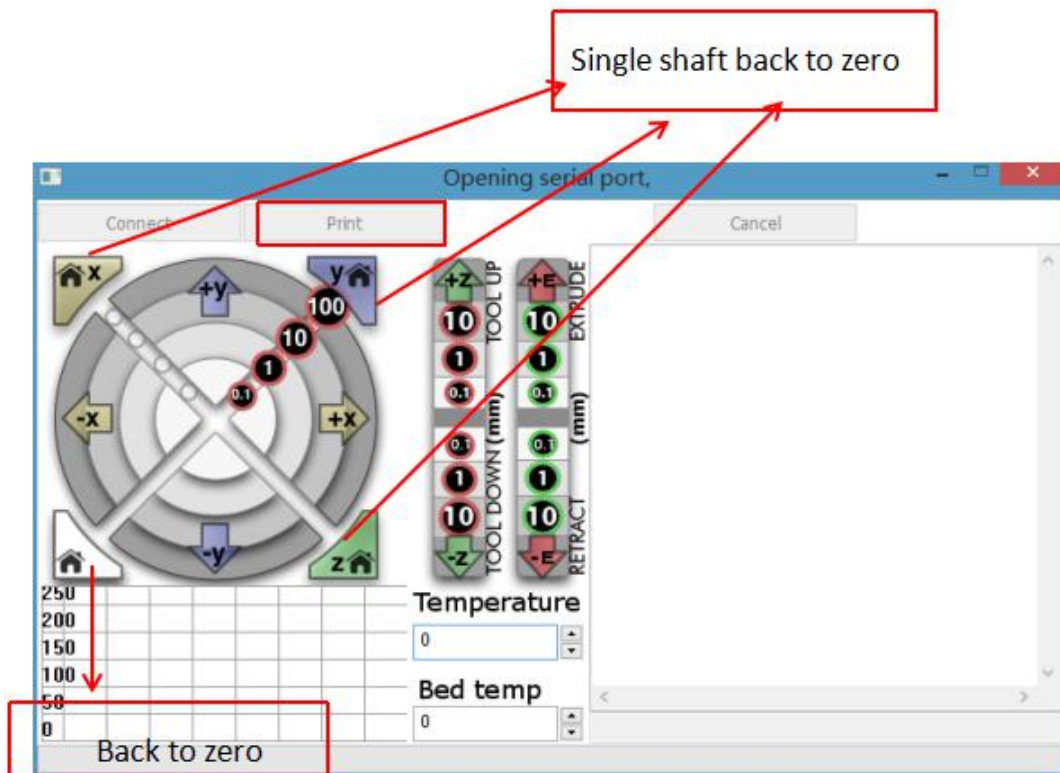 Single shaft back to zero
Opening serial port,
Connect
Print
Cancel
x
y
+y
100
10
1
0.1
-x
+x
-y
z
+Z
10
1
0.1
0.1
1
10
-Z
TOOL UP
(mm)
TOOL DOWN
+E
10
1
0.1
0.1
1
10
-E
EXTRUDE
(mm)
RETRACT
250
200
150
100
50
0
Temperature
0
Bed temp
0
Back to zero